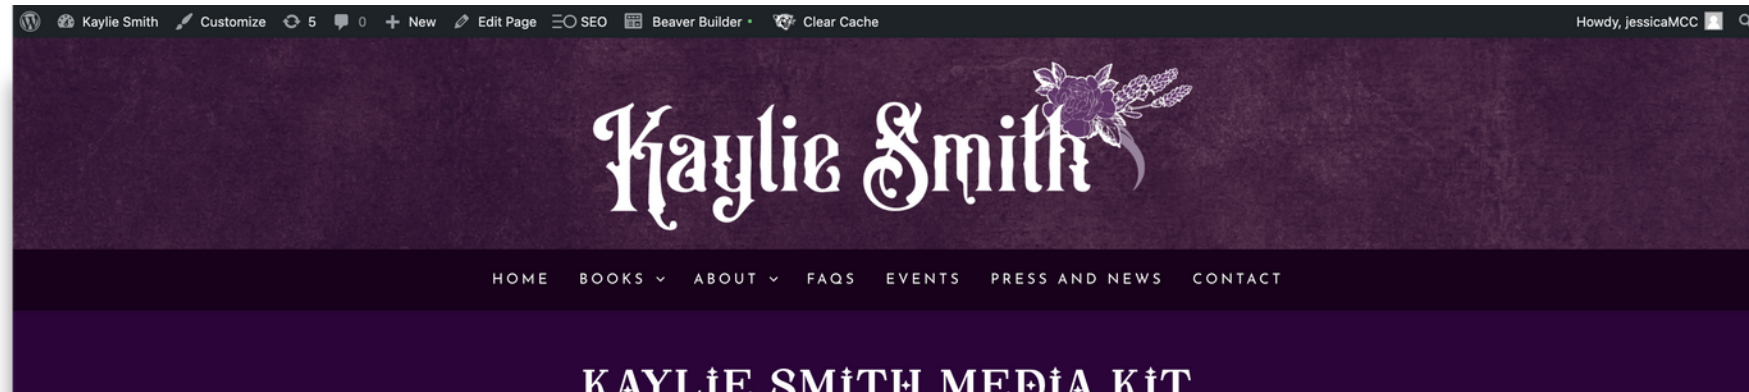 Kaylie Smith Customize 5 0 New Edit Page SEO Beaver Builder Clear Cache Howdy, jessicaMCC
Kaylie Smith
HOME BOOKS ABOUT FAQS EVENTS PRESS AND NEWS CONTACT
KAYLIE SMITH MEDIA KIT